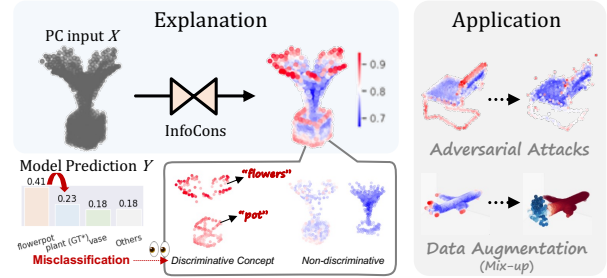 Explanation
PC input X
InfoCons
0.9
0.8
0.7
Model Prediction Y
0.41
0.23
0.18
0.18
flowerpot
plant (GT*)
vase
Others
Misclassification
"flowers"
"pot"
Discriminative Concept
Non-discriminative
Application
Adversarial Attacks
Data Augmentation
(Mix-up)